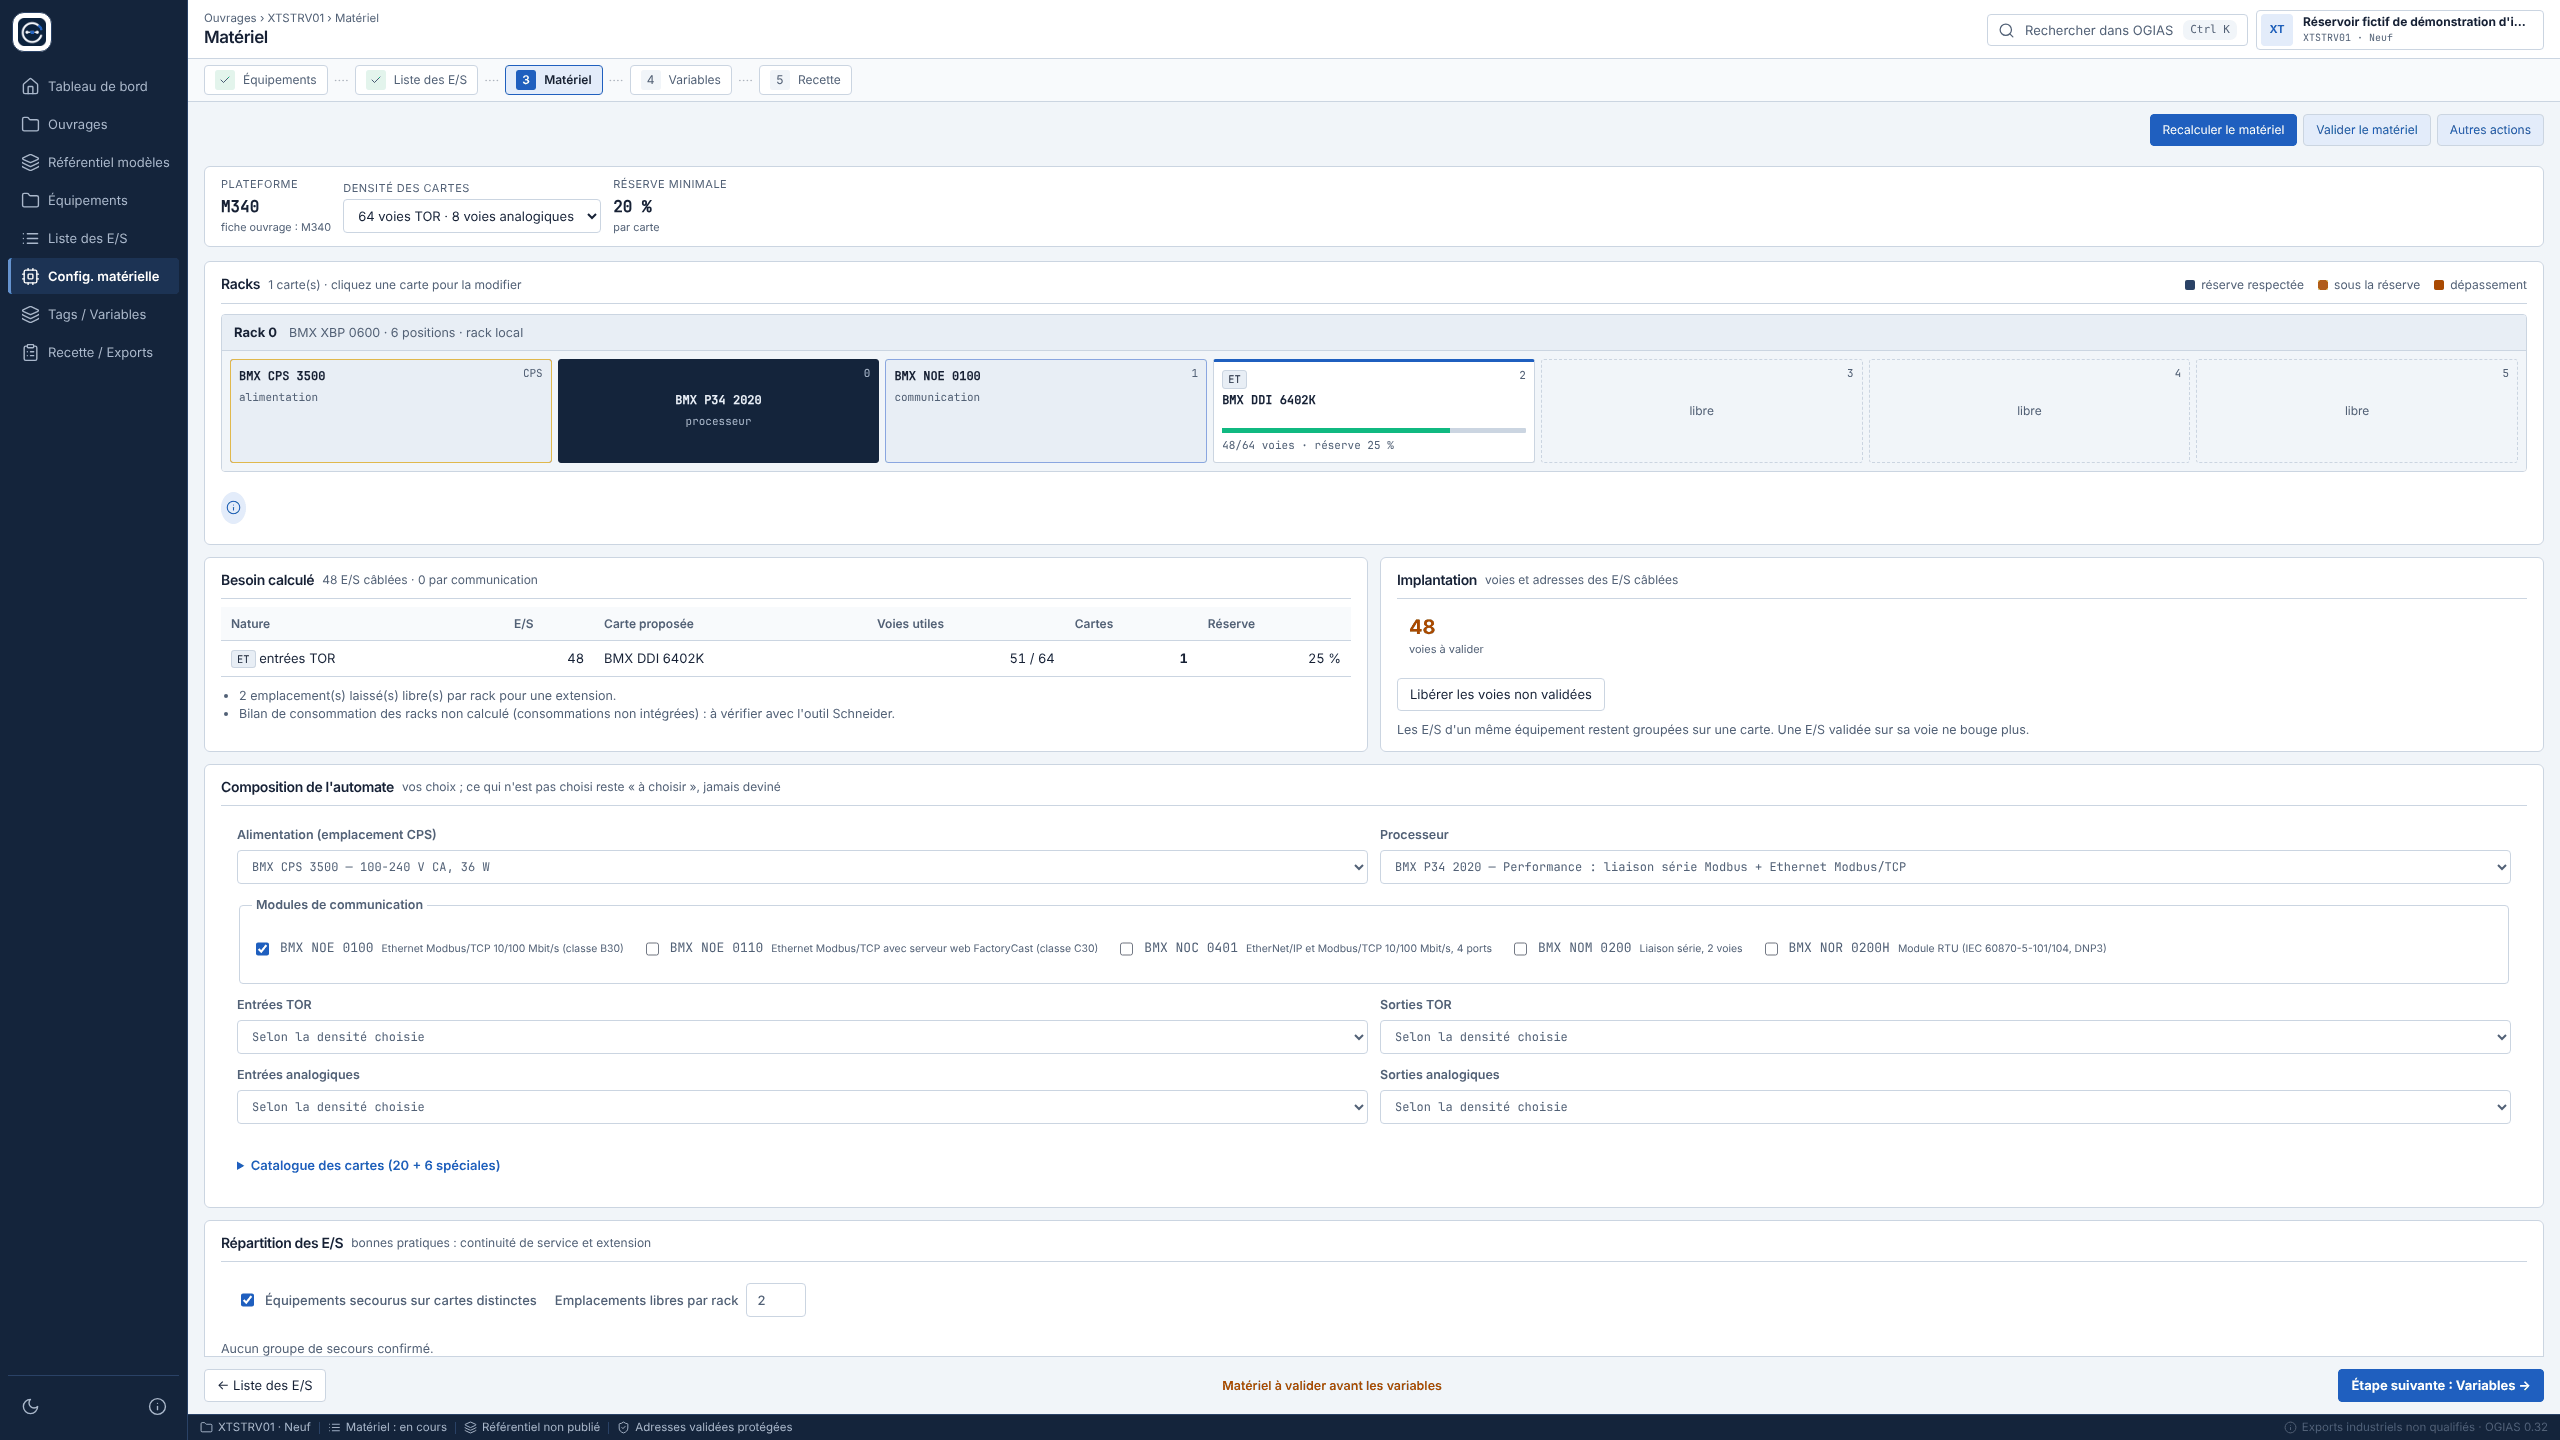 Ouvrages › XTSTRV01 › Matériel
Matériel
Rechercher dans OGIAS Ctrl K
XT Réservoir fictif de démonstration d'i...
XTSTRV01 · Neuf
Tableau de bord
Ouvrages
Référentiel modèles
Équipements
Liste des E/S
Config. matérielle
Tags / Variables
Recette / Exports
Équipements
Liste des E/S
3 Matériel
4 Variables
5 Recette
Recalculer le matériel
Valider le matériel
Autres actions
PLATEFORME
M340
fiche ouvrage : M340
DENSITÉ DES CARTES
64 voies TOR · 8 voies analogiques
RÉSERVE MINIMALE
20 %
par carte
Racks 1 carte(s) · cliquez une carte pour la modifier
réserve respectée sous la réserve dépassement
Rack 0 BMX XBP 0600 · 6 positions · rack local
BMX CPS 3500 CPS
alimentation
0
BMX P34 2020
processeur
BMX NOE 0100 1
communication
ET 2
BMX DDI 6402K
48/64 voies · réserve 25 %
3
libre
4
libre
5
libre
Besoin calculé 48 E/S câblées · 0 par communication
Nature E/S Carte proposée Voies utiles Cartes Réserve
ET entrées TOR 48 BMX DDI 6402K 51 / 64 1 25 %
• 2 emplacement(s) laissé(s) libre(s) par rack pour une extension.
• Bilan de consommation des racks non calculé (consommations non intégrées) : à vérifier avec l'outil Schneider.
Implantation voies et adresses des E/S câblées
48
voies à valider
Libérer les voies non validées
Les E/S d'un même équipement restent groupées sur une carte. Une E/S validée sur sa voie ne bouge plus.
Composition de l'automate vos choix ; ce qui n'est pas choisi reste « à choisir », jamais deviné
Alimentation (emplacement CPS)
BMX CPS 3500 — 100-240 V CA, 36 W
Processeur
BMX P34 2020 — Performance : liaison série Modbus + Ethernet Modbus/TCP
Modules de communication
BMX NOE 0100 Ethernet Modbus/TCP 10/100 Mbit/s (classe B30)
BMX NOE 0110 Ethernet Modbus/TCP avec serveur web FactoryCast (classe C30)
BMX NOC 0401 EtherNet/IP et Modbus/TCP 10/100 Mbit/s, 4 ports
BMX NOM 0200 Liaison série, 2 voies
BMX NOR 0200H Module RTU (IEC 60870-5-101/104, DNP3)
Entrées TOR
Selon la densité choisie
Sorties TOR
Selon la densité choisie
Entrées analogiques
Selon la densité choisie
Sorties analogiques
Selon la densité choisie
Catalogue des cartes (20 + 6 spéciales)
Répartition des E/S bonnes pratiques : continuité de service et extension
Équipements secourus sur cartes distinctes Emplacements libres par rack 2
Aucun groupe de secours confirmé.
← Liste des E/S
Matériel à valider avant les variables
Étape suivante : Variables →
XTSTRV01 · Neuf
Matériel : en cours
Référentiel non publié
Adresses validées protégées
Exports industriels non qualifiés · OGIAS 0.32